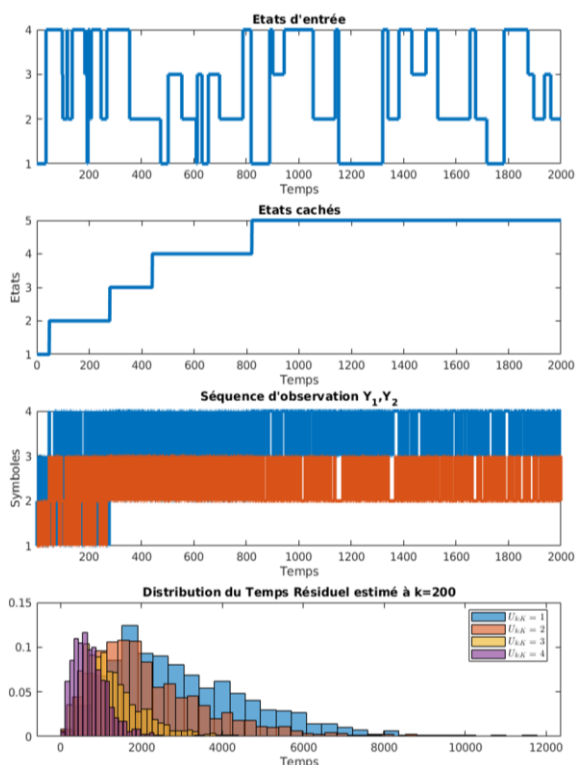 Etats d'entrée
4
3
2
1
200 400 600 800 1000 1200 1400 1600 1800 2000
Temps
Etats cachés
5
4
3
2
1
Etats
0 200 400 600 800 1000 1200 1400 1600 1800 2000
Temps
Séquence d'observation Y1,Y2
4
3
2
1
Symboles
200 400 600 800 1000 1200 1400 1600 1800 2000
Temps
Distribution du Temps Résiduel estimé à k=200
0.15
0.1
0.05
0
UkK = 1
UkK = 2
UkK = 3
UkK = 4
0 2000 4000 6000 8000 10000 12000
Temps